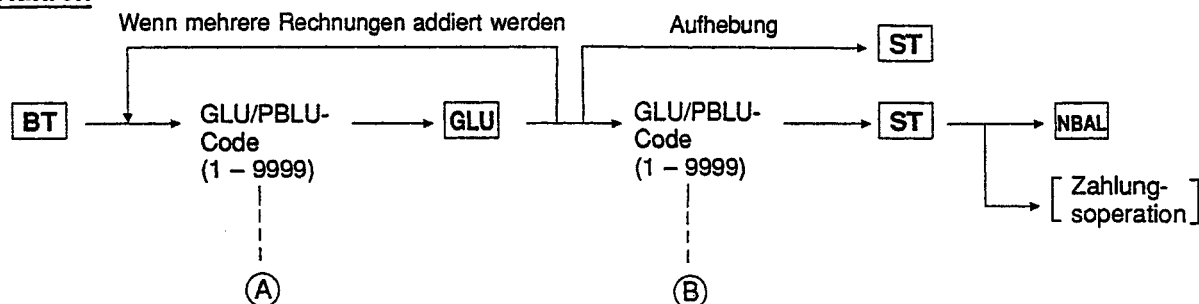 Wenn mehrere Rechnungen addiert werden
Aufhebung
ST
BT
GLU/PBLU-
Code
(1 – 9999)
GLU
GLU/PBLU-
Code
(1 – 9999)
ST
NBAL
[ Zahlung-
soperation ]
A
B